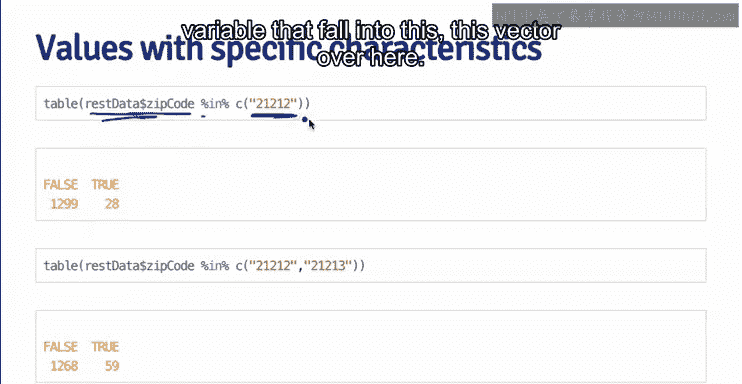 variable that fall into this, this vector
over here.
Values with specific characteristics
table(restData$zipCode %in% c("21212"))
FALSE TRUE
1299 28
table(restData$zipCode %in% c("21212","21213"))
FALSE TRUE
1268 59